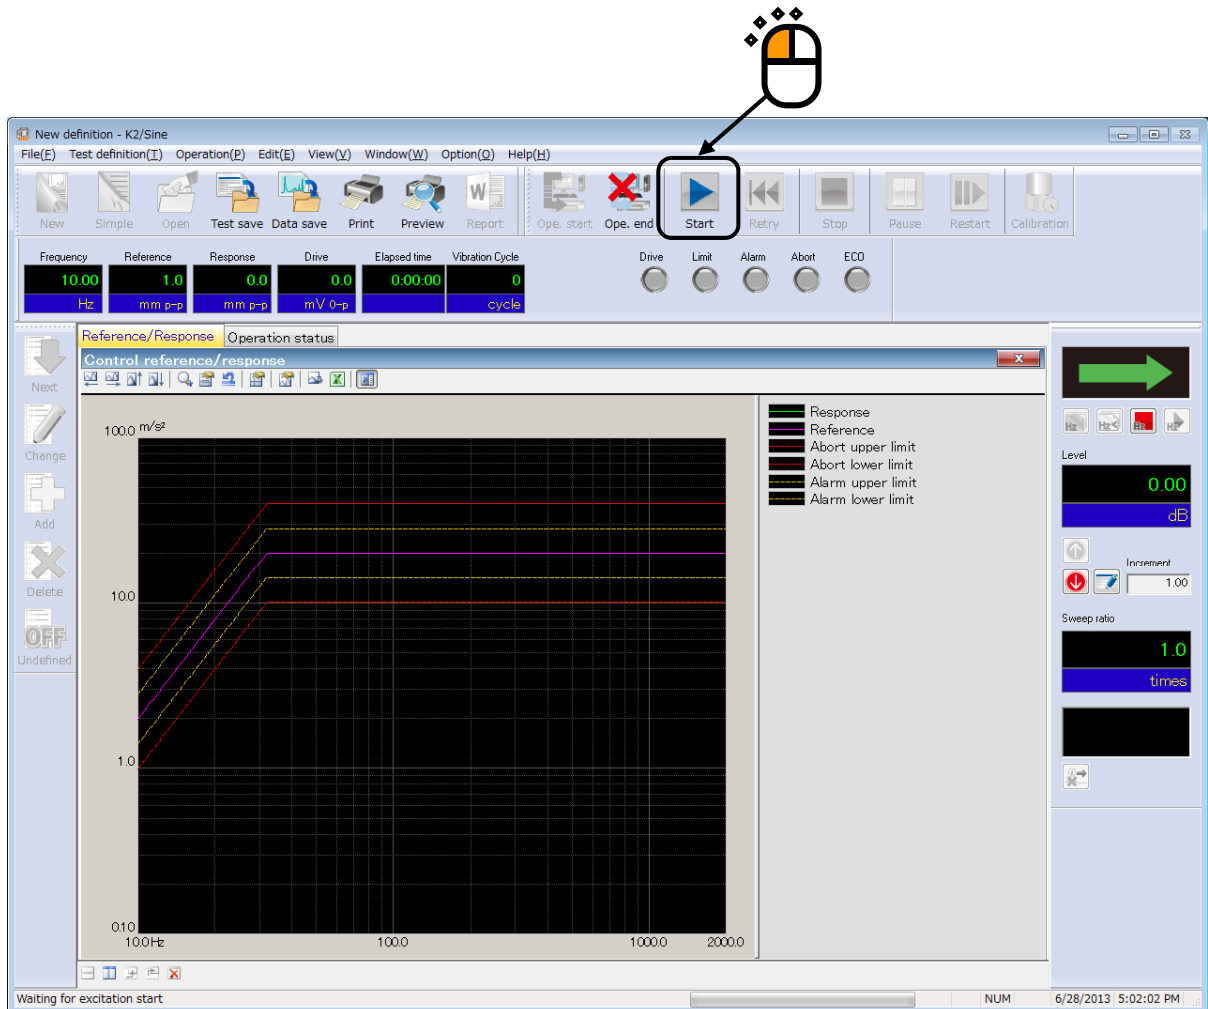 New definition - K2/Sine
File(F) Test definition(T) Operation(P) Edit(E) View(V) Window(W) Option(O) Help(H)
New Simple Open Test save Data save Print Preview Report Ope. start Ope. end Start Retry Stop Pause Restart Calibration
Frequency Reference Response Drive Elapsed time Vibration Cycle Drive Limit Alarm Abort ECO
10.00 1.0 0.0 0.0 0:00:00 0
Hz mm p-p mm p-p mV 0-p cycle
Reference/Response Operation status
Control reference/response
Next
Change
Add
Delete
OFF
Undefined
100.0 m/s²
10.0
1.0
0.10
10.0Hz 100.0 1000.0 2000.0
Response
Reference
Abort upper limit
Abort lower limit
Alarm upper limit
Alarm lower limit
Hz Hz Hz Hz
Level
0.00
dB
Increment
1.00
Sweep ratio
1.0
times
Waiting for excitation start NUM 6/28/2013 5:02:02 PM